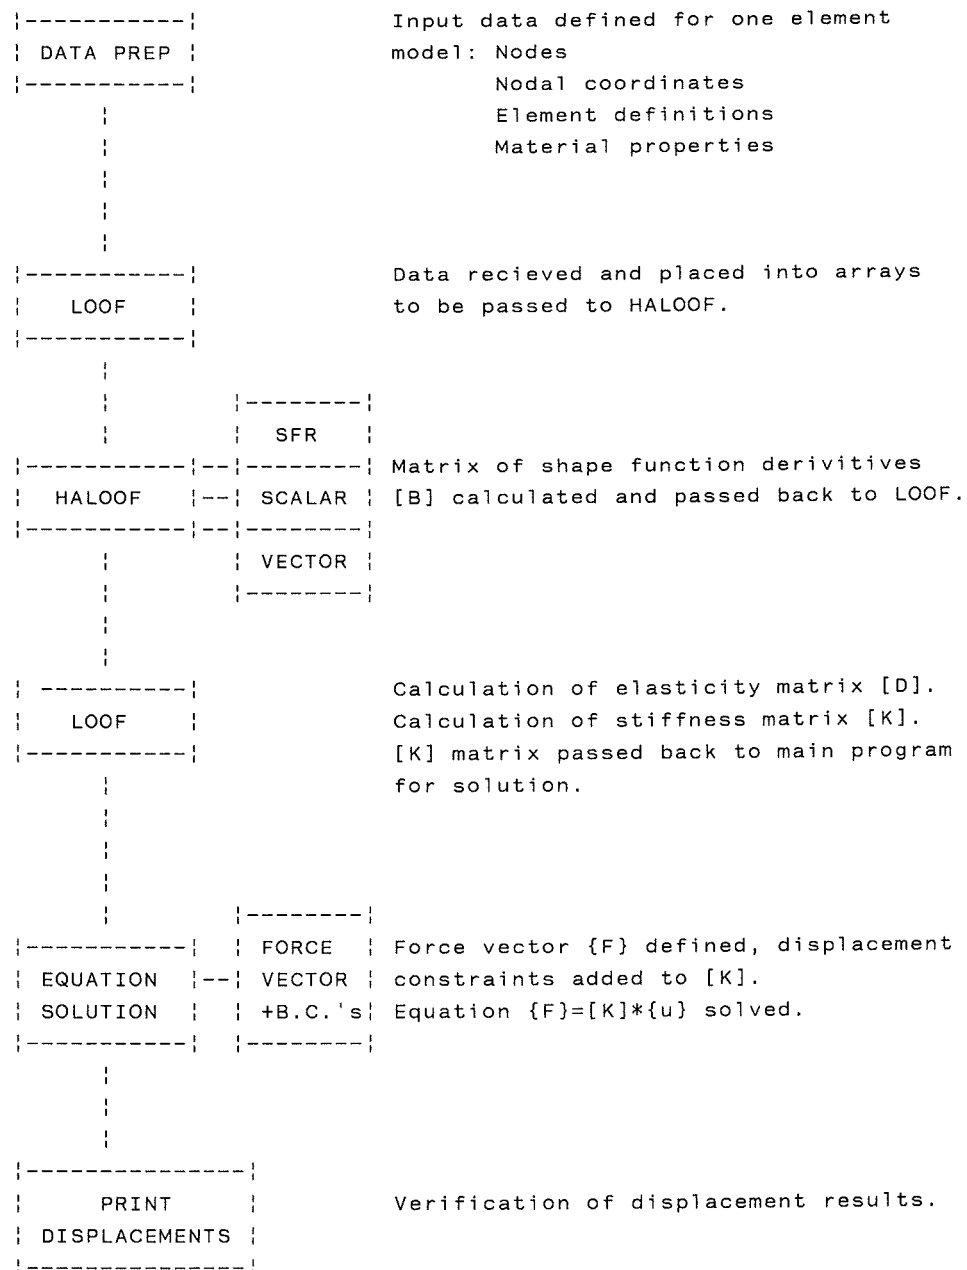 Input data defined for one element
DATA PREP model: Nodes
Nodal coordinates
Element definitions
Material properties
Data recieved and placed into arrays
LOOF to be passed to HALOOF.
SFR
Matrix of shape function derivitives
HALOOF SCALAR [B] calculated and passed back to LOOF.
VECTOR
Calculation of elasticity matrix [D].
LOOF Calculation of stiffness matrix [K].
[K] matrix passed back to main program
for solution.
FORCE Force vector {F} defined, displacement
EQUATION VECTOR constraints added to [K].
SOLUTION +B.C.'s Equation {F}=[K]*{u} solved.
PRINT Verification of displacement results.
DISPLACEMENTS